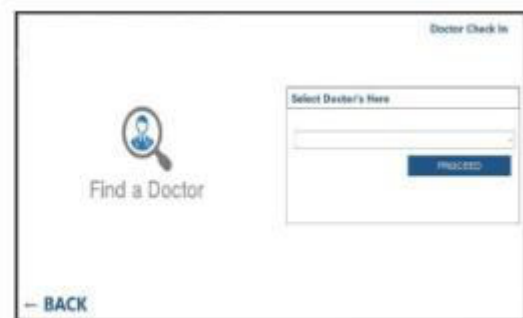 Doctor Check In
Select Doctor's Here
PROCEED
Find a Doctor
← BACK